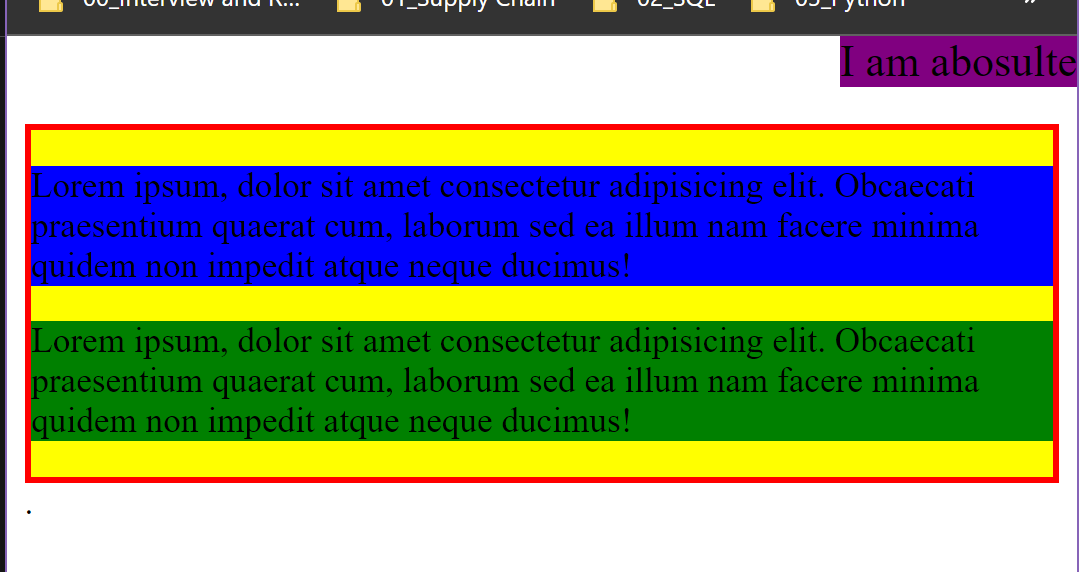 00_Interview and R... 01_Supply Chain 02_SQL »
I am abosulte
Lorem ipsum, dolor sit amet consectetur adipisicing elit. Obcaecati
praesentium quaerat cum, laborum sed ea illum nam facere minima
quidem non impedit atque neque ducimus!
Lorem ipsum, dolor sit amet consectetur adipisicing elit. Obcaecati
praesentium quaerat cum, laborum sed ea illum nam facere minima
quidem non impedit atque neque ducimus!
.